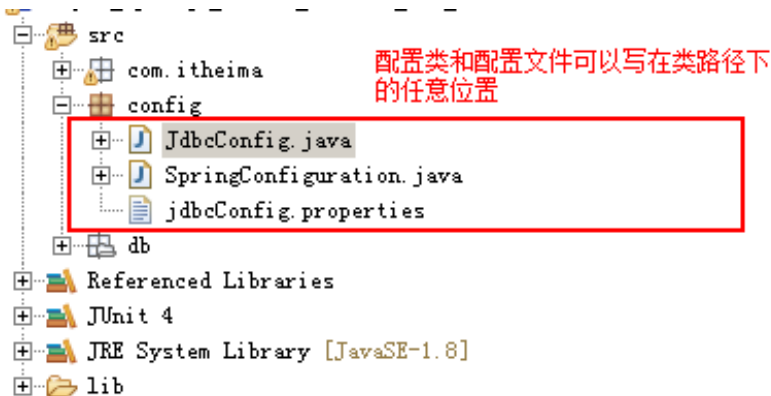 src
com.itheima
配置类和配置文件可以写在类路径下
的任意位置
config
JdbcConfig.java
SpringConfiguration.java
jdbcConfig.properties
db
Referenced Libraries
JUnit 4
JRE System Library [JavaSE-1.8]
lib